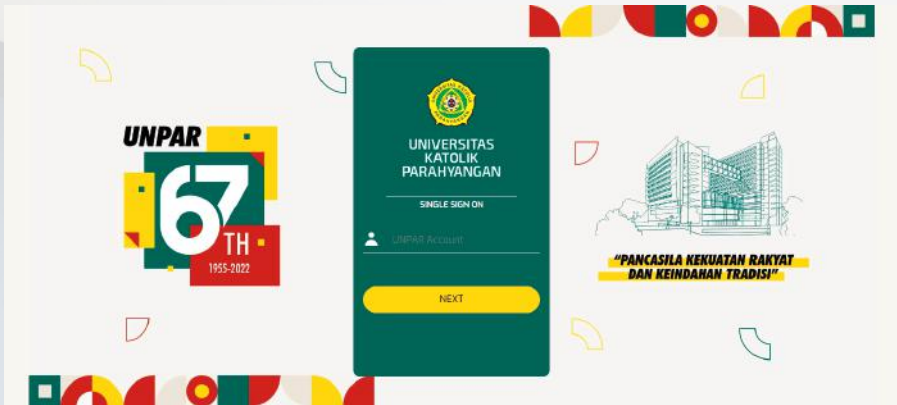 UNPAR
67
TH
1955-2022
UNIVERSITAS
KATOLIK
PARAHYANGAN
SINGLE SIGN ON
UNPAR Account
NEXT
“PANCASILA KEKUATAN RAKYAT
DAN KEINDAHAN TRADISI”